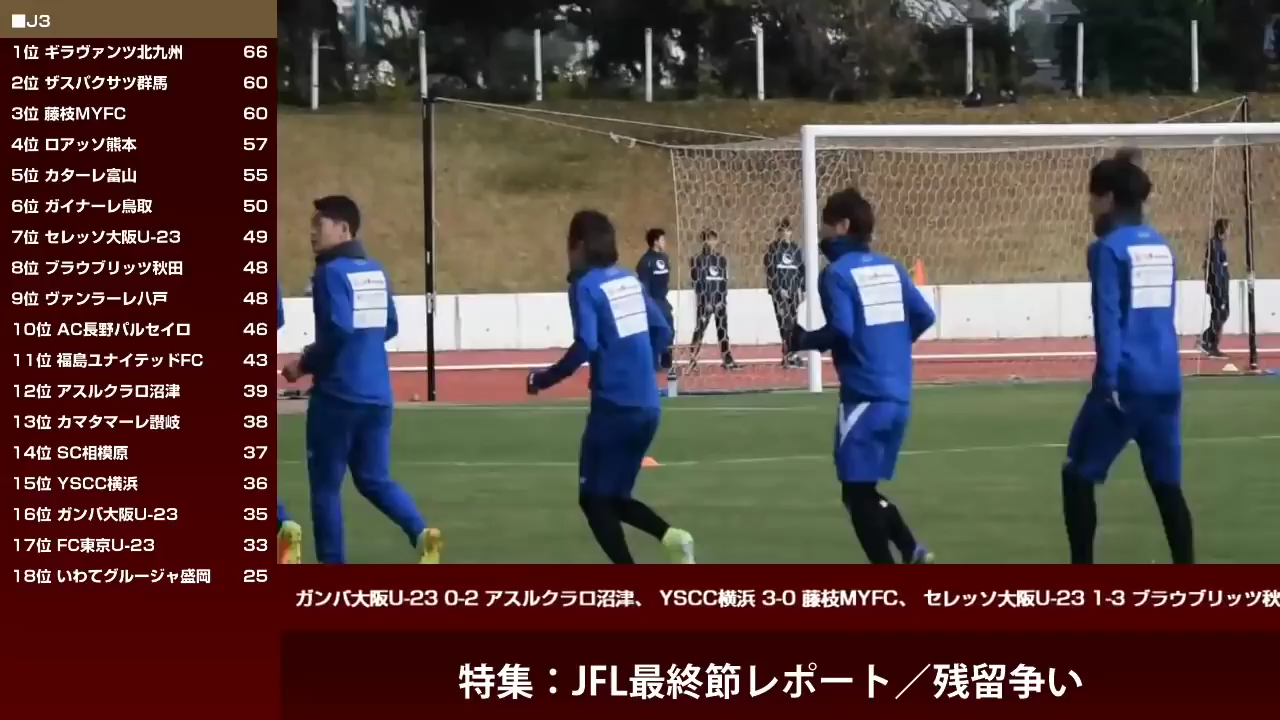 ■J3
1位 ギラヴァンツ北九州 66
2位 ザスパクサツ群馬 60
3位 藤枝MYFC 60
4位 ロアッソ熊本 57
5位 カターレ富山 55
6位 ガイナーレ鳥取 50
7位 セレッソ大阪U-23 49
8位 ブラウブリッツ秋田 48
9位 ヴァンラーレ八戸 48
10位 AC長野パルセイロ 46
11位 福島ユナイテッドFC 43
12位 アスルクラロ沼津 39
13位 カマタマーレ讃岐 38
14位 SC相模原 37
15位 YSCC横浜 36
16位 ガンバ大阪U-23 35
17位 FC東京U-23 33
18位 いわてグルージャ盛岡 25
ガンバ大阪U-23 0-2 アスルクラロ沼津、 YSCC横浜 3-0 藤枝MYFC、 セレッソ大阪U-23 1-3 ブラウブリッツ秋
特集：JFL最終節レポート／残留争い